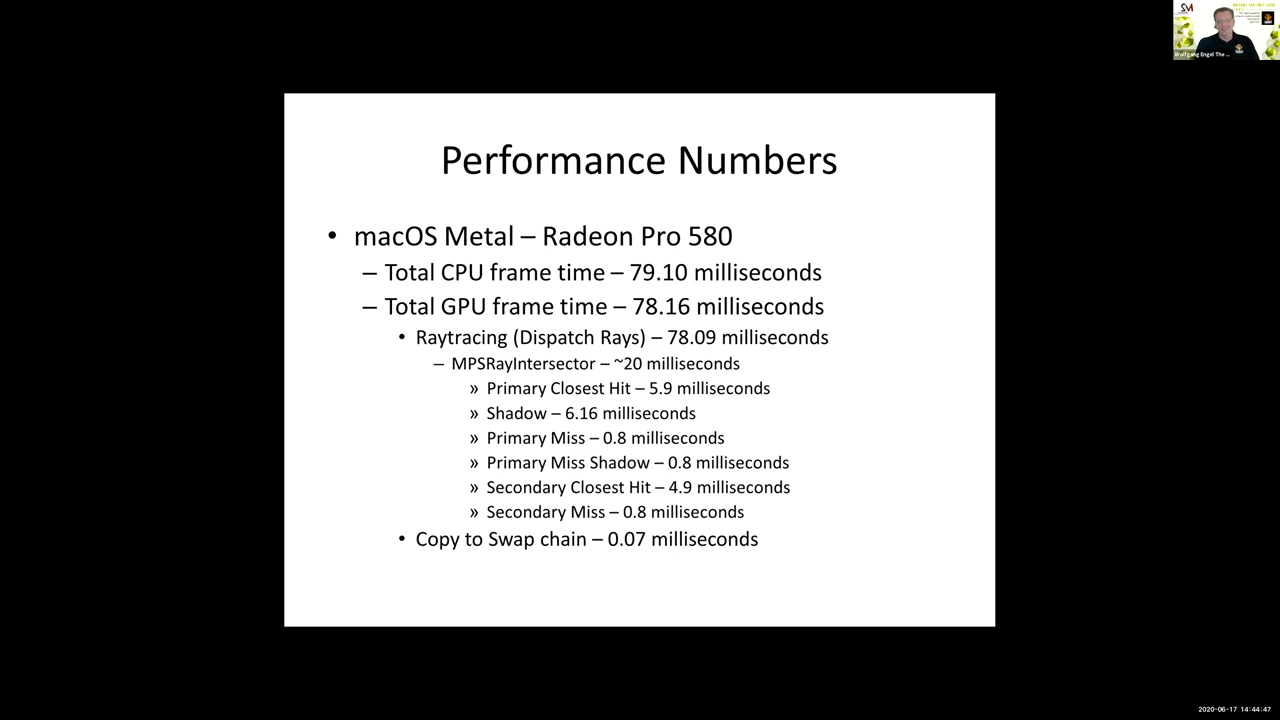 SM
Wolfgang Engel The ...
Performance Numbers
• macOS Metal – Radeon Pro 580
– Total CPU frame time – 79.10 milliseconds
– Total GPU frame time – 78.16 milliseconds
• Raytracing (Dispatch Rays) – 78.09 milliseconds
– MPSRayIntersector – ~20 milliseconds
» Primary Closest Hit – 5.9 milliseconds
» Shadow – 6.16 milliseconds
» Primary Miss – 0.8 milliseconds
» Primary Miss Shadow – 0.8 milliseconds
» Secondary Closest Hit – 4.9 milliseconds
» Secondary Miss – 0.8 milliseconds
• Copy to Swap chain – 0.07 milliseconds
2020-06-17 14:44:47